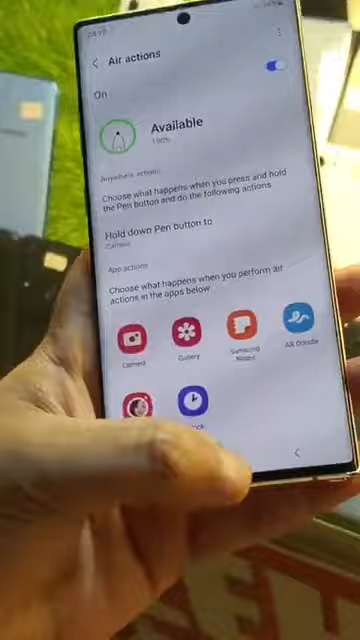 Air actions
On
Available
100%
Anywhere actions
Choose what happens when you press and hold
the Pen button and do the following actions
Hold down Pen button to
Camera
App actions
Choose what happens when you perform air
actions in the apps below
Camera
Gallery
Samsung
Notes
AR Doodle